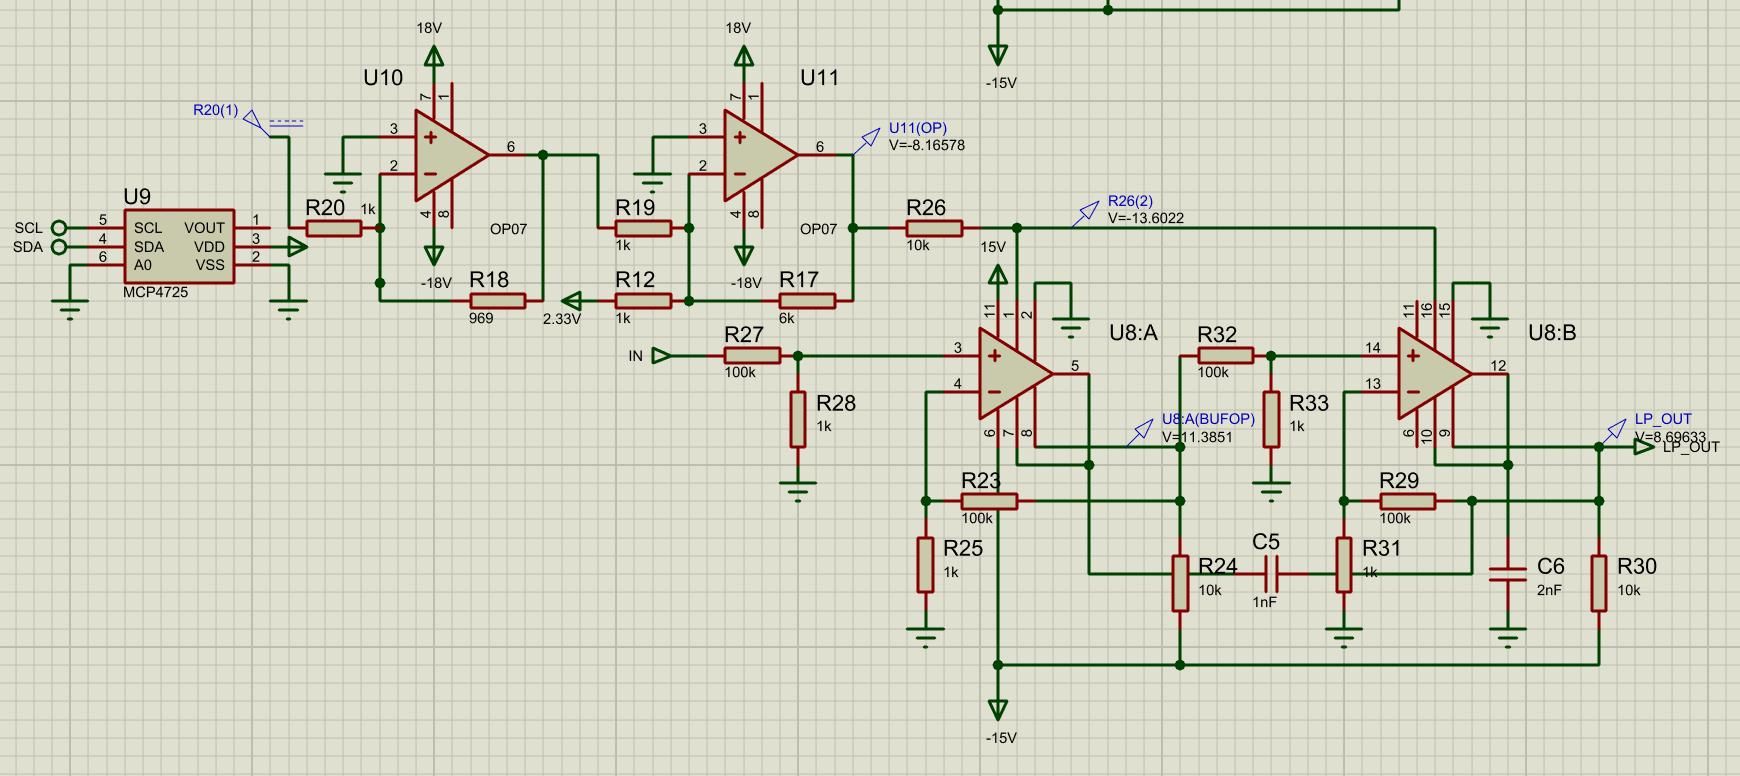 18V
18V
-15V
U10
U11
7
1
7
1
R20(1)
3
2
6
3
2
6
U11(OP)
V=-8.16578
U9
SCL
SDA
5
4
6
SCL
SDA
A0
VOUT
VDD
VSS
1
3
2
MCP4725
R20
1k
4
8
OP07
-18V
R18
969
R19
1k
R12
1k
2.33V
4
8
OP07
-18V
R17
6k
R26
10k
R26(2)
V=-13.6022
15V
IN
R27
100k
R28
1k
11
1
2
U8:A
3
4
5
6
7
8
U8:A(BUFOP)
V=11.3851
R32
100k
R33
1k
11
16
15
U8:B
14
13
12
6
10
9
LP_OUT
V=8.69633
LP_OUT
R23
100k
R29
100k
R25
1k
R24
10k
C5
1nF
R31
1k
C6
2nF
R30
10k
-15V